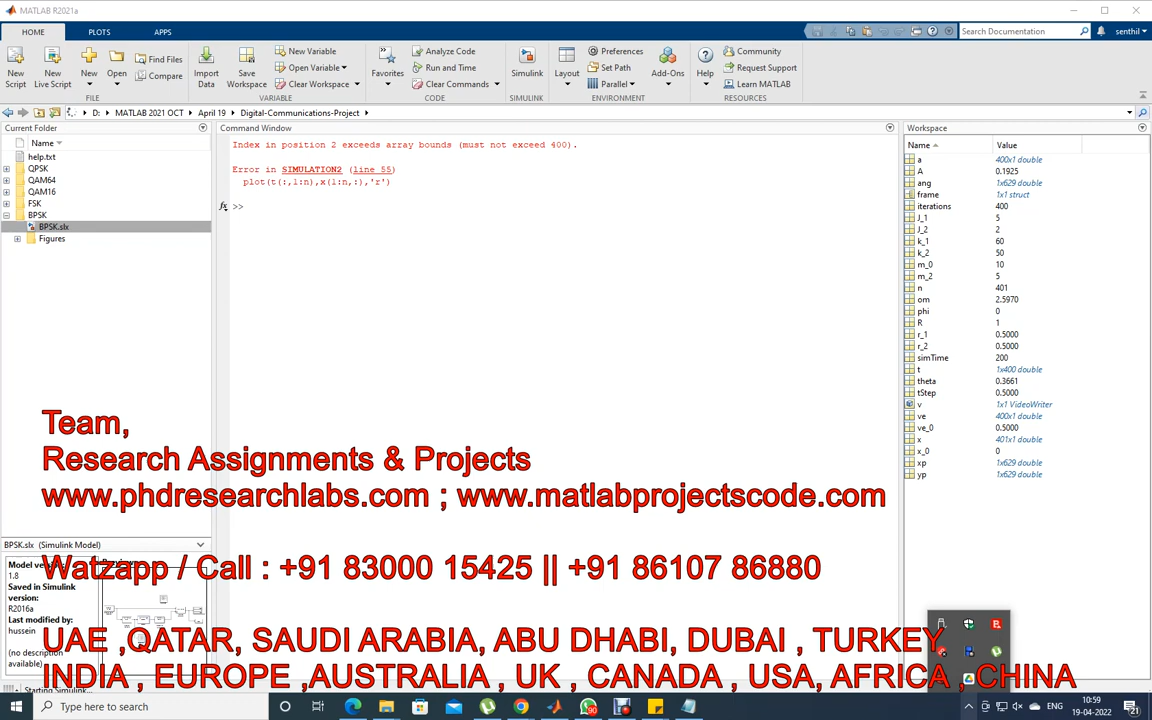 MATLAB R2021a
HOME PLOTS APPS
Search Documentation senthil
New Script New Live Script New Open Find Files Compare Import Data Save Workspace New Variable Open Variable Clear Workspace Favorites Analyze Code Run and Time Clear Commands Simulink Layout Preferences Set Path Parallel Add-Ons Help Community Request Support Learn MATLAB
FILE VARIABLE CODE SIMULINK ENVIRONMENT RESOURCES
D: MATLAB 2021 OCT April 19 Digital-Communications-Project
Current Folder
Name
help.txt
QPSK
QAM64
QAM16
FSK
BPSK
BPSK.slx
Figures
Command Window
Index in position 2 exceeds array bounds (must not exceed 400).
Error in SIMULATION2 (line 55)
plot(t(:,1:n),x(1:n,:),'r')
fx >>
Workspace
Name Value
a 400x1 double
A 0.1925
ang 1x629 double
frame 1x1 struct
iterations 400
J_1 5
J_2 2
k_1 60
k_2 50
m_0 10
m_2 5
n 401
om 2.5970
phi 0
R 1
r_1 0.5000
r_2 0.5000
simTime 200
t 1x400 double
theta 0.3661
tStep 0.5000
v 1x1 VideoWriter
ve 400x1 double
ve_0 0.5000
x 401x1 double
x_0 0
xp 1x629 double
yp 1x629 double
Team,
Research Assignments & Projects
www.phdresearchlabs.com ; www.matlabprojectscode.com
Watzapp / Call : +91 83000 15425 || +91 86107 86880
UAE ,QATAR, SAUDI ARABIA, ABU DHABI, DUBAI , TURKEY
INDIA , EUROPE ,AUSTRALIA , UK , CANADA , USA, AFRICA , CHINA
BPSK.slx (Simulink Model)
Model version:
1.8
Saved in Simulink
version:
R2016a
Last modified by:
hussein
(no description
available)
Starting Simulink
Type here to search
90
ENG
10:59
19-04-2022
21